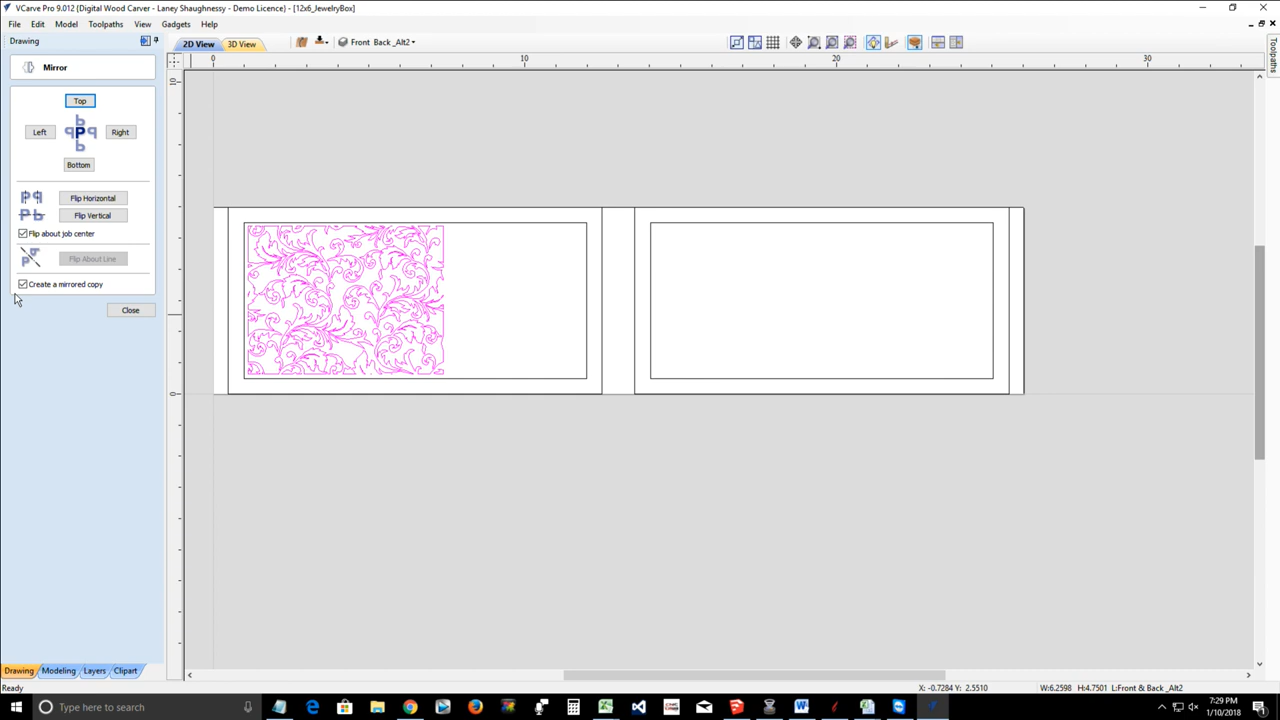 VCarve Pro 9.012 {Digital Wood Carver - Laney Shaughnessy - Demo Licence} - [12x6_JewelryBox]
File Edit Model Toolpaths View Gadgets Help
Drawing
2D View 3D View Front Back _Alt2
Toolpaths
0 10 20 30
10
0
Mirror
Top
Left Right
Bottom
Flip Horizontal
Flip Vertical
Flip about job center
Flip About Line
Create a mirrored copy
Close
Drawing Modeling Layers Clipart
Ready X: -0.7284 Y: 2.5510 W:6.2598 H:4.7501 L:Front & Back _Alt2
Type here to search
7:29 PM
1/10/2018